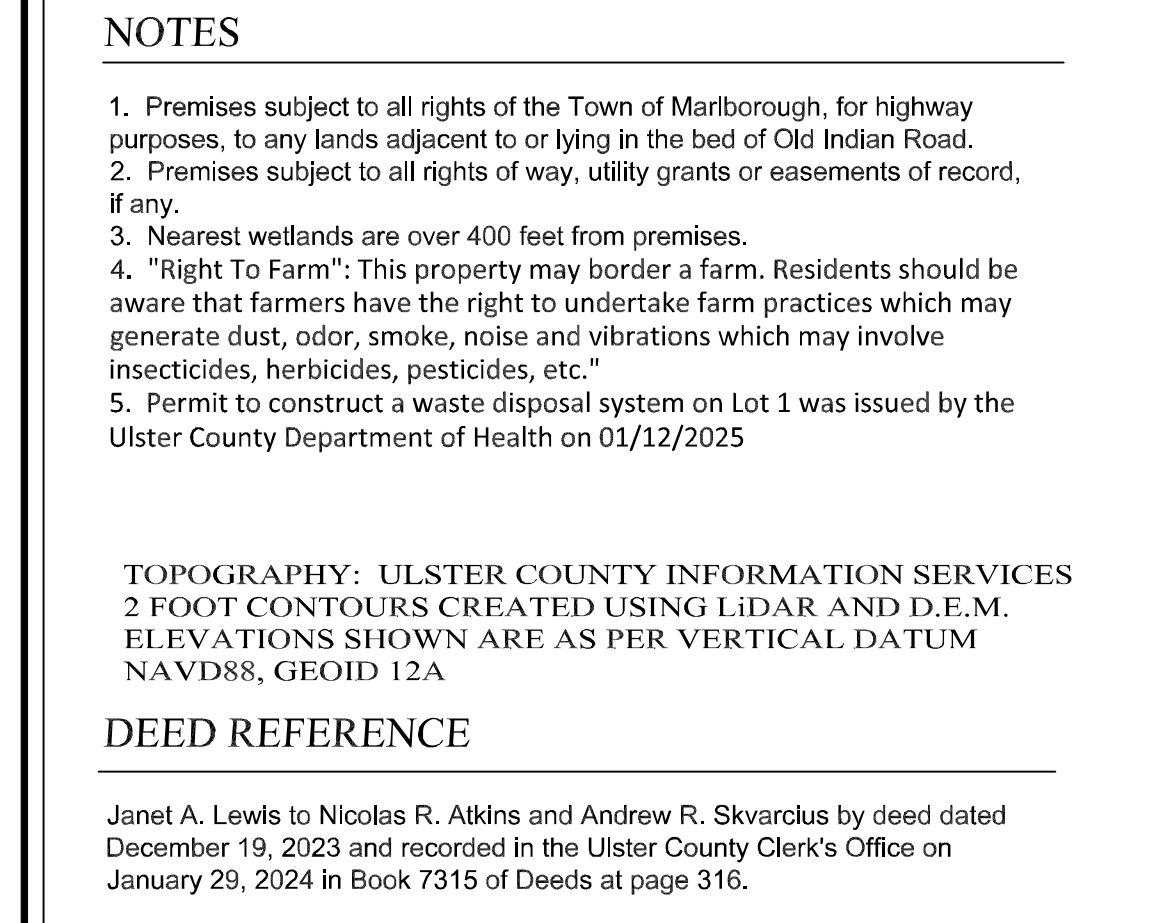 NOTES
1.  Premises subject to all rights of the Town of Marlborough, for highway
purposes, to any lands adjacent to or lying in the bed of Old Indian Road.
2.  Premises subject to all rights of way, utility grants or easements of record,
if any.
3.  Nearest wetlands are over 400 feet from premises.
4.  "Right To Farm": This property may border a farm. Residents should be
aware that farmers have the right to undertake farm practices which may
generate dust, odor, smoke, noise and vibrations which may involve
insecticides, herbicides, pesticides, etc."
5.  Permit to construct a waste disposal system on Lot 1 was issued by the
Ulster County Department of Health on 01/12/2025
TOPOGRAPHY:  ULSTER COUNTY INFORMATION SERVICES
2 FOOT CONTOURS CREATED USING LiDAR AND D.E.M.
ELEVATIONS SHOWN ARE AS PER VERTICAL DATUM
NAVD88, GEOID 12A
DEED REFERENCE
Janet A. Lewis to Nicolas R. Atkins and Andrew R. Skvarcius by deed dated
December 19, 2023 and recorded in the Ulster County Clerk's Office on
January 29, 2024 in Book 7315 of Deeds at page 316.